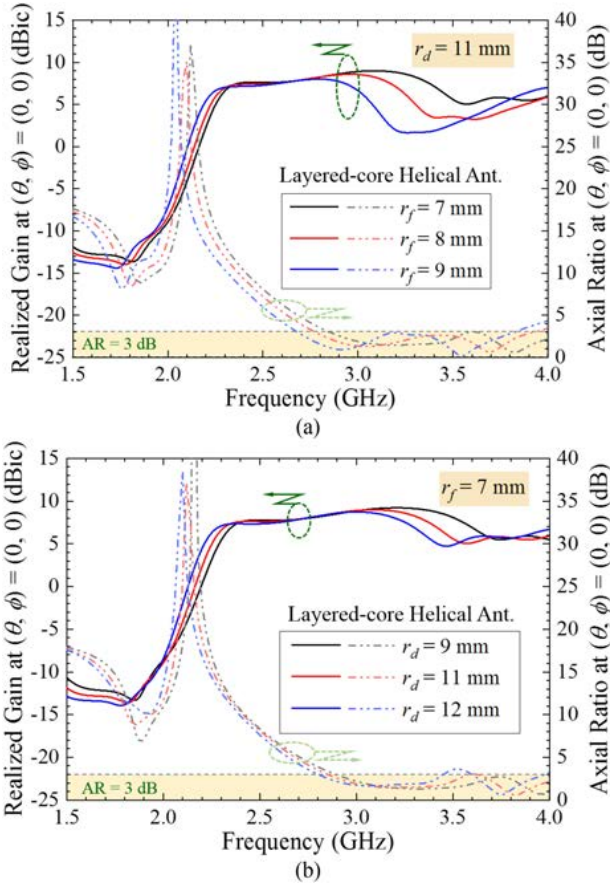 15
10
5
0
-5
-10
-15
-20
-25
Realized Gain at (θ, ϕ) = (0, 0) (dBic)
r_d = 11 mm
Layered-core Helical Ant.
r_f = 7 mm
r_f = 8 mm
r_f = 9 mm
AR = 3 dB
40
35
30
25
20
15
10
5
0
Axial Ratio at (θ, ϕ) = (0, 0) (dB)
1.5 2.0 2.5 3.0 3.5 4.0
Frequency (GHz)
(a)
15
10
5
0
-5
-10
-15
-20
-25
Realized Gain at (θ, ϕ) = (0, 0) (dBic)
r_f = 7 mm
Layered-core Helical Ant.
r_d = 9 mm
r_d = 11 mm
r_d = 12 mm
AR = 3 dB
40
35
30
25
20
15
10
5
0
Axial Ratio at (θ, ϕ) = (0, 0) (dB)
1.5 2.0 2.5 3.0 3.5 4.0
Frequency (GHz)
(b)